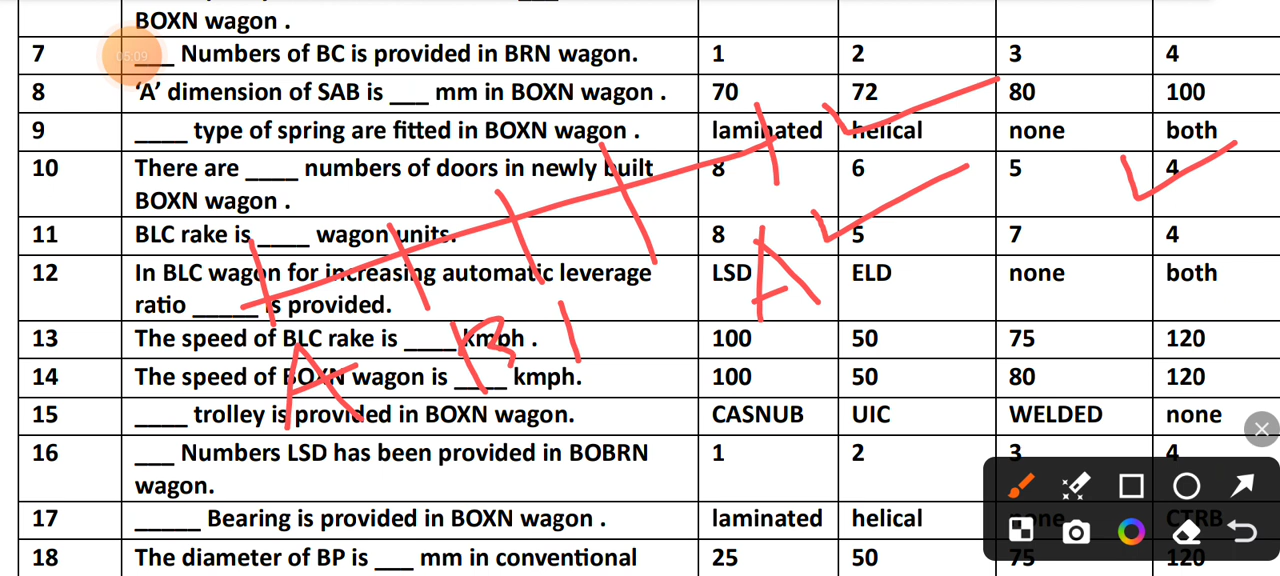 BOXN wagon .
7 ___ Numbers of BC is provided in BRN wagon. 1 2 3 4
06:09
8 ‘A’ dimension of SAB is ___ mm in BOXN wagon . 70 72 80 100
9 ____ type of spring are fitted in BOXN wagon . laminated helical none both
10 There are ____ numbers of doors in newly built 8 6 5 4
BOXN wagon .
11 BLC rake is ____ wagon units. 8 5 7 4
12 In BLC wagon for increasing automatic leverage LSD ELD none both
ratio _____ is provided.
13 The speed of BLC rake is ____ kmph . 100 50 75 120
14 The speed of BOXN wagon is ____ kmph. 100 50 80 120
15 ____ trolley is provided in BOXN wagon. CASNUB UIC WELDED none
16 ___ Numbers LSD has been provided in BOBRN 1 2 3 4
wagon.
17 _____ Bearing is provided in BOXN wagon . laminated helical none CTRB
18 The diameter of BP is ___ mm in conventional 25 50 75 120